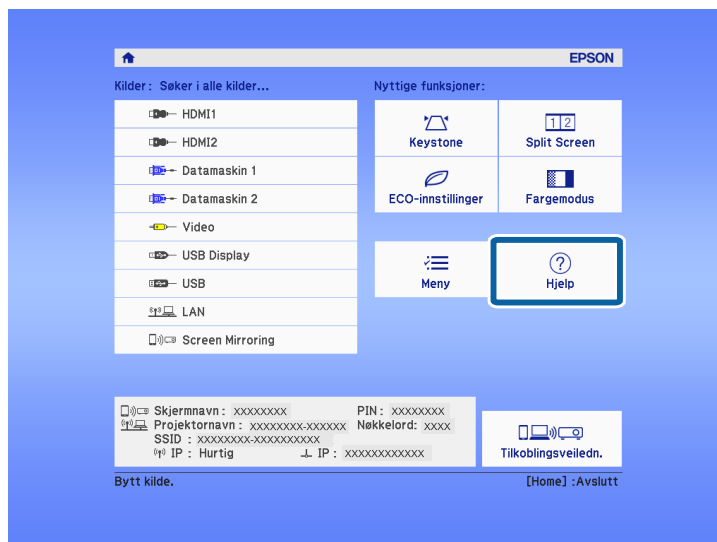 EPSON
Kilder : Søker i alle kilder...
HDMI1
HDMI2
Datamaskin 1
Datamaskin 2
Video
USB Display
USB
LAN
Screen Mirroring
Nyttige funksjoner:
Keystone
1 2
Split Screen
ECO-innstillinger
Fargemodus
Meny
?
Hjelp
Skjermnavn : XXXXXXXX PIN : XXXXXXXX
Projektornavn : XXXXXXXX-XXXXXX Nøkkelord: XXXX
SSID : XXXXXXXX-XXXXXXXXXX
IP : Hurtig IP : XXXXXXXXXXXX
Tilkoblingsveiledn.
Bytt kilde. [Home] :Avslutt